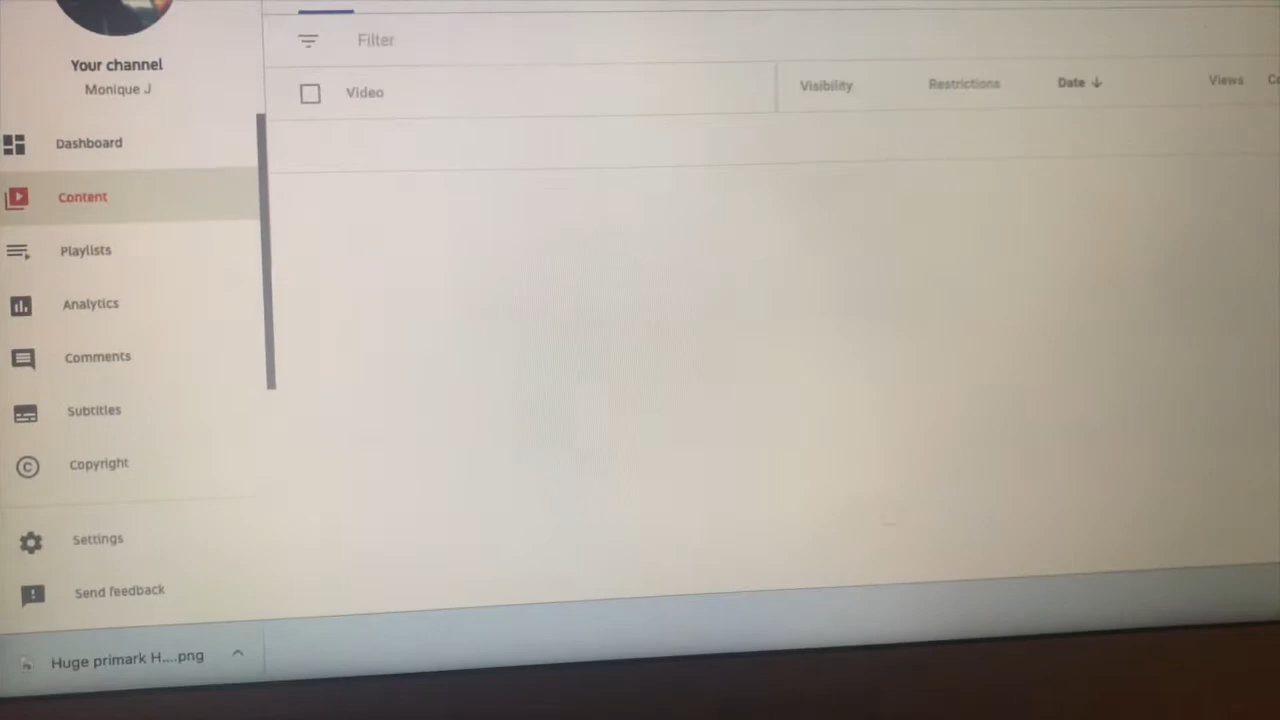 Your channel
Monique J
Dashboard
Content
Playlists
Analytics
Comments
Subtitles
Copyright
Settings
Send feedback
Filter
Video Visibility Restrictions Date Views
Huge primark H....png